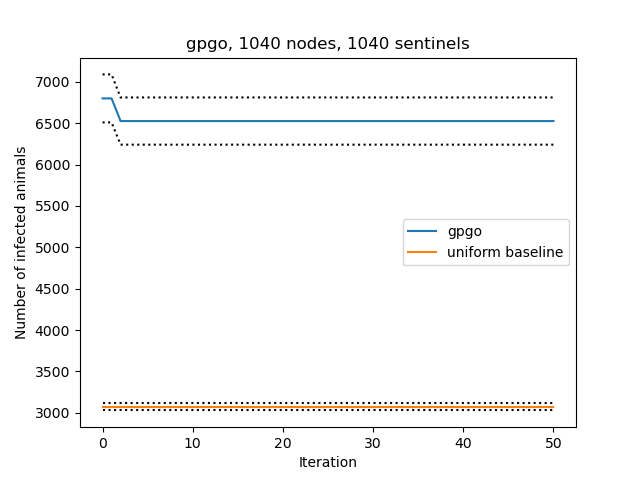 gpgo, 1040 nodes, 1040 sentinels
7000
6500
6000
5500
5000
4500
4000
3500
3000
Number of infected animals
gpgo
uniform baseline
0 10 20 30 40 50
Iteration